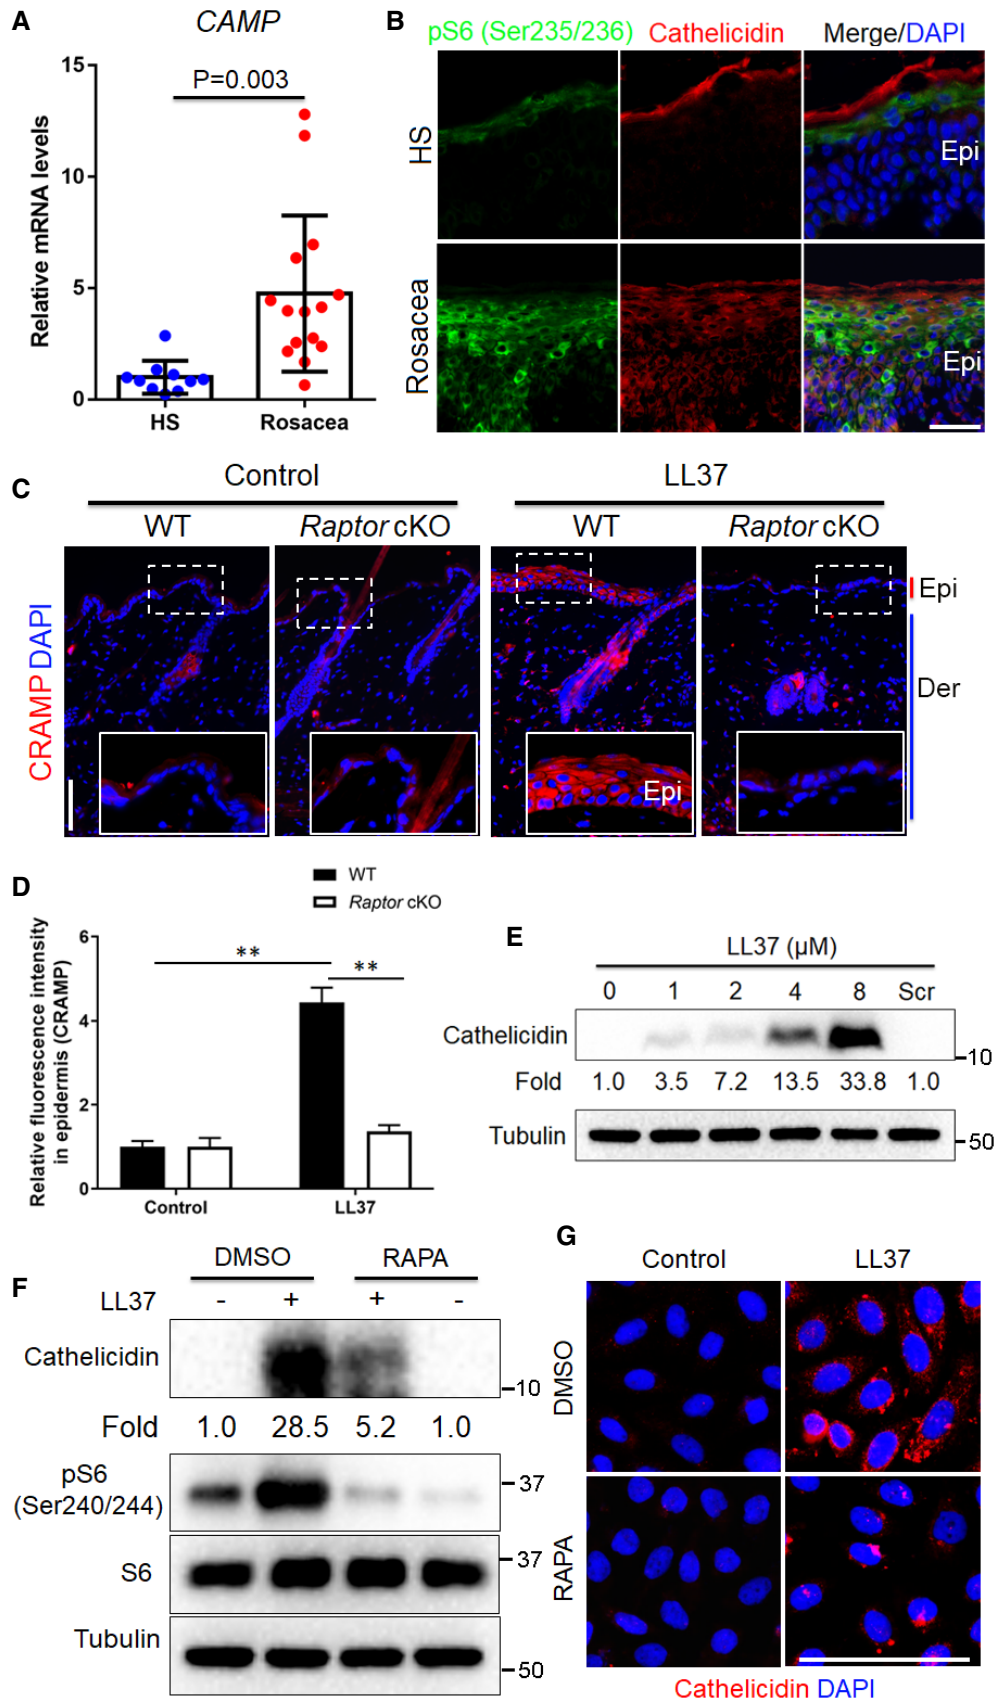 A
CAMP
P=0.003
15
10
5
0
Relative mRNA levels
HS
Rosacea
B
pS6 (Ser235/236)
Cathelicidin
Merge/DAPI
HS
Epi
Rosacea
Epi
C
Control
LL37
WT
Raptor cKO
WT
Raptor cKO
CRAMP DAPI
Epi
Epi
Der
D
WT
Raptor cKO
Relative fluorescence intensity
in epidermis (CRAMP)
6
4
2
0
**
**
Control
LL37
E
LL37 (µM)
0 1 2 4 8 Scr
Cathelicidin
–10
Fold 1.0 3.5 7.2 13.5 33.8 1.0
Tubulin
–50
F
DMSO RAPA
LL37 - + + -
Cathelicidin
–10
Fold 1.0 28.5 5.2 1.0
pS6
(Ser240/244)
–37
S6
–37
Tubulin
–50
G
Control
LL37
DMSO
RAPA
Cathelicidin DAPI